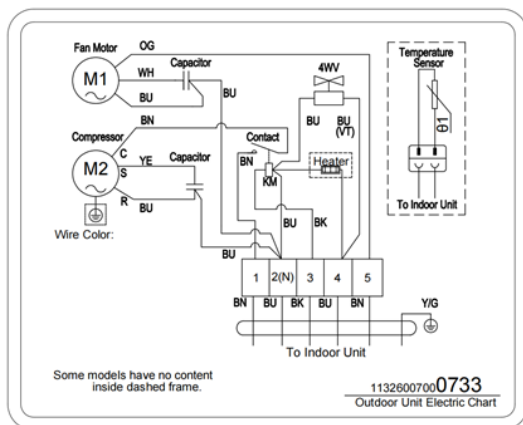 Fan Motor
OG
Capacitor
4WV
Temperature
Sensor
M1
WH
BU
BU
BN
BU
BU
(VT)
θ1
Compressor
Contact
C
S
YE
Capacitor
BN
Heater
M2
KM
R
BU
BU
BK
To Indoor Unit
Wire Color:
BU
1
2(N)
3
4
5
BN
BU
BK
BU
BN
Y/G
To Indoor Unit
Some models have no content
inside dashed frame.
11326007000733
Outdoor Unit Electric Chart